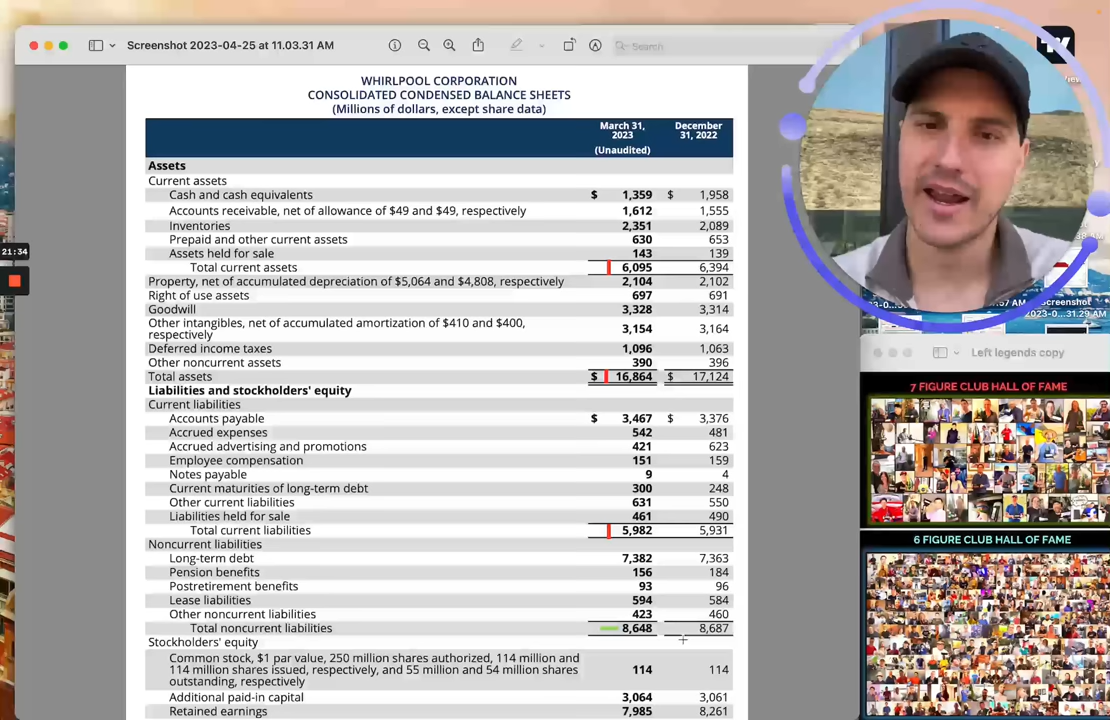 Screenshot 2023-04-25 at 11.03.31 AM
Search
WHIRLPOOL CORPORATION
CONSOLIDATED CONDENSED BALANCE SHEETS
(Millions of dollars, except share data)
March 31, 2023 (Unaudited) December 31, 2022
Assets
Current assets
Cash and cash equivalents $ 1,359 $ 1,958
Accounts receivable, net of allowance of $49 and $49, respectively 1,612 1,555
Inventories 2,351 2,089
Prepaid and other current assets 630 653
Assets held for sale 143 139
Total current assets 6,095 6,394
Property, net of accumulated depreciation of $5,064 and $4,808, respectively 2,104 2,102
Right of use assets 697 691
Goodwill 3,328 3,314
Other intangibles, net of accumulated amortization of $410 and $400,
respectively 3,154 3,164
Deferred income taxes 1,096 1,063
Other noncurrent assets 390 396
Total assets $ 16,864 $ 17,124
Liabilities and stockholders' equity
Current liabilities
Accounts payable $ 3,467 $ 3,376
Accrued expenses 542 481
Accrued advertising and promotions 421 623
Employee compensation 151 159
Notes payable 9 4
Current maturities of long-term debt 300 248
Other current liabilities 631 550
Liabilities held for sale 461 490
Total current liabilities 5,982 5,931
Noncurrent liabilities
Long-term debt 7,382 7,363
Pension benefits 156 184
Postretirement benefits 93 96
Lease liabilities 594 584
Other noncurrent liabilities 423 460
Total noncurrent liabilities 8,648 8,687
Stockholders' equity
Common stock, $1 par value, 250 million shares authorized, 114 million and
114 million shares issued, respectively, and 55 million and 54 million shares
outstanding, respectively 114 114
Additional paid-in capital 3,064 3,061
Retained earnings 7,985 8,261
21:34
Screenshot
2023-0...31.29 AM
Left legends copy
7 FIGURE CLUB HALL OF FAME
6 FIGURE CLUB HALL OF FAME